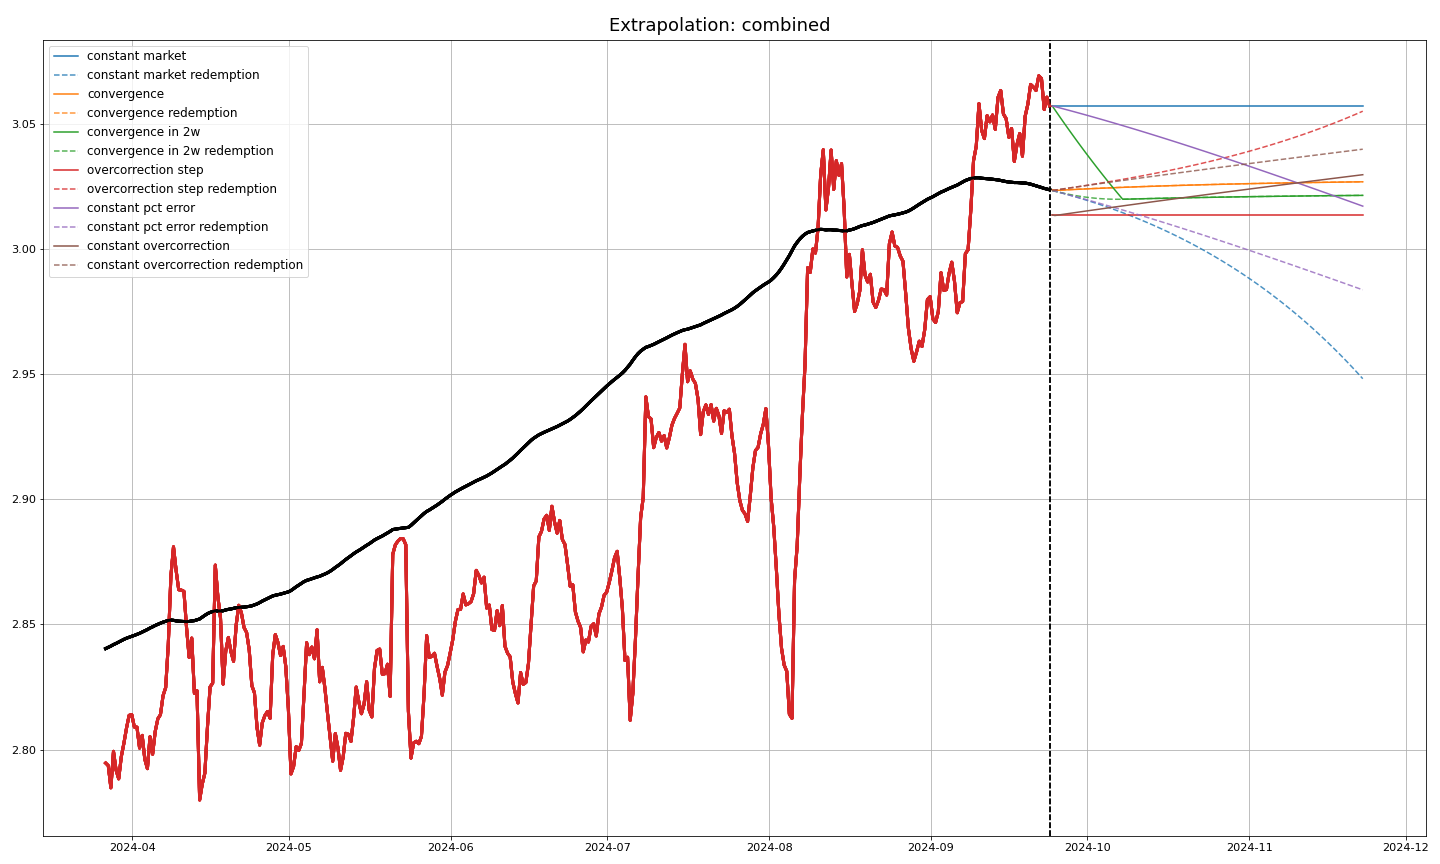 Extrapolation: combined
constant market
constant market redemption
convergence
convergence redemption
convergence in 2w
convergence in 2w redemption
overcorrection step
overcorrection step redemption
constant pct error
constant pct error redemption
constant overcorrection
constant overcorrection redemption
3.05
3.00
2.95
2.90
2.85
2.80
2024-04 2024-05 2024-06 2024-07 2024-08 2024-09 2024-10 2024-11 2024-12